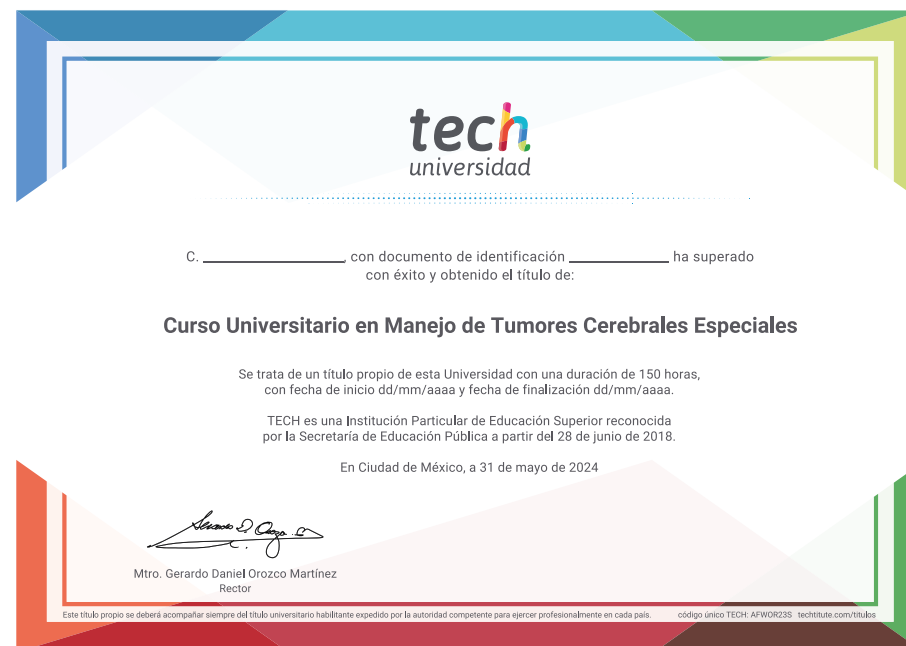 tech
universidad
C. ____________________, con documento de identificación ______________ ha superado
con éxito y obtenido el título de:
Curso Universitario en Manejo de Tumores Cerebrales Especiales
Se trata de un título propio de esta Universidad con una duración de 150 horas,
con fecha de inicio dd/mm/aaaa y fecha de finalización dd/mm/aaaa.
TECH es una Institución Particular de Educación Superior reconocida
por la Secretaría de Educación Pública a partir del 28 de junio de 2018.
En Ciudad de México, a 31 de mayo de 2024
Mtro. Gerardo Daniel Orozco Martínez
Rector
Este título propio se deberá acompañar siempre del título universitario habilitante expedido por la autoridad competente para ejercer profesionalmente en cada país. código único TECH: AFWOR23S techtitute.com/titulos